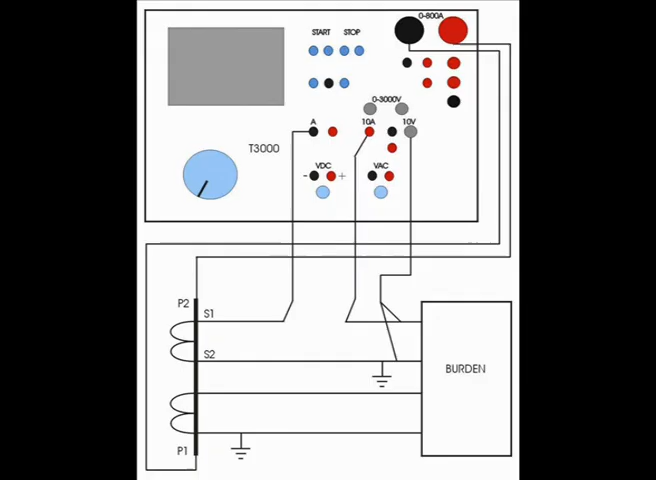 0-800A
START STOP
0-3000V
A 10A 10V
T3000
VDC VAC
- +
P2
S1
S2
BURDEN
P1